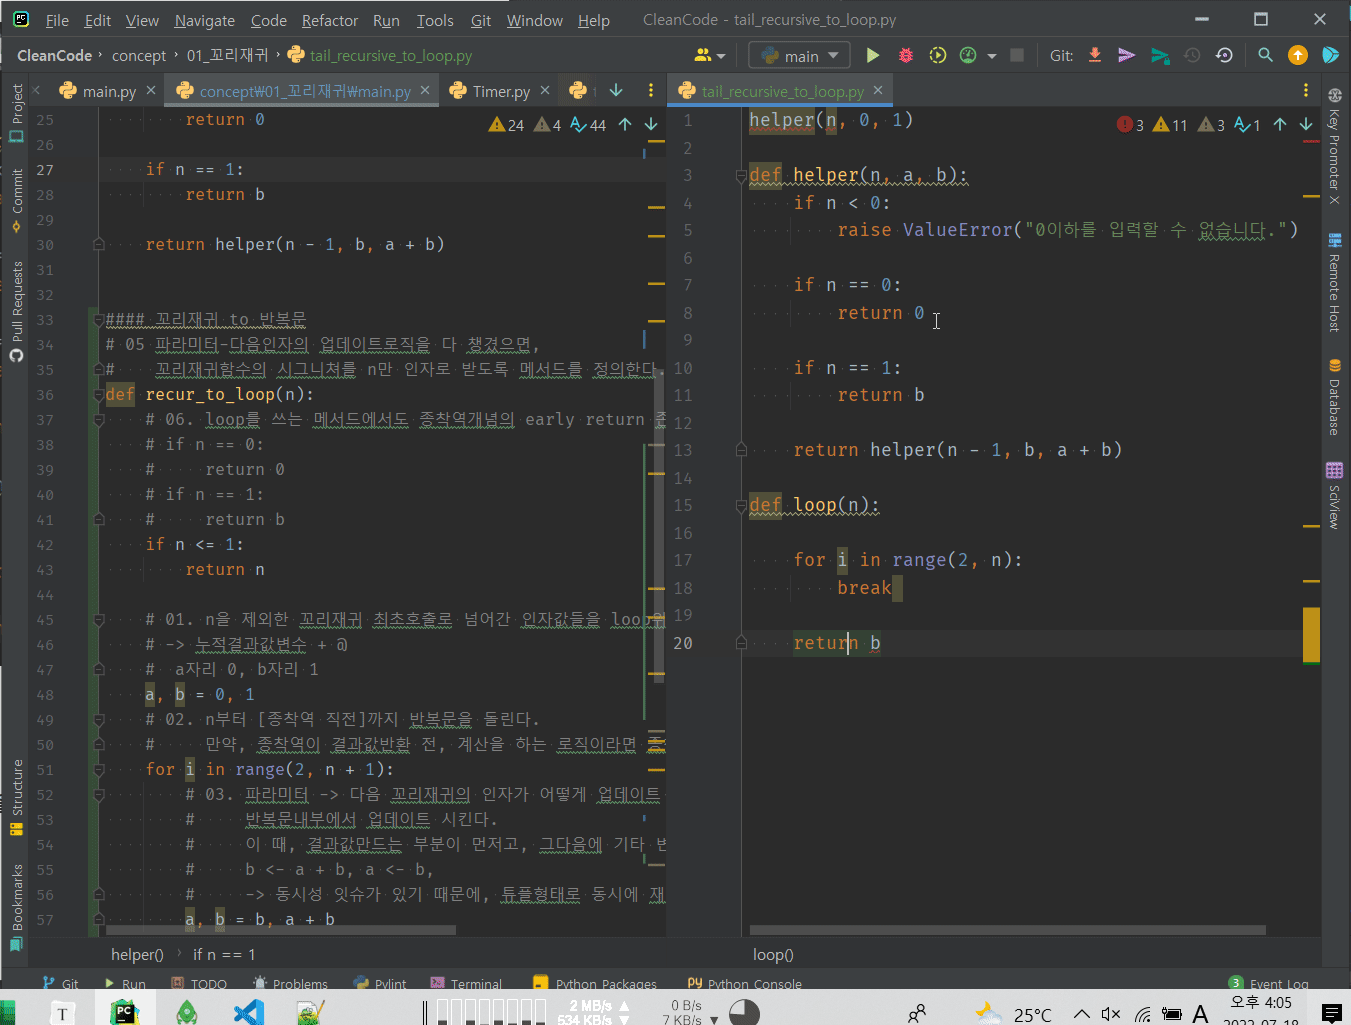 File Edit View Navigate Code Refactor Run Tools Git Window Help CleanCode - tail_recursive_to_loop.py
CleanCode concept 01_꼬리재귀 tail_recursive_to_loop.py main Git:
main.py concept₩01_꼬리재귀₩main.py Timer.py
tail_recursive_to_loop.py
Project
Commit
Pull Requests
Structure
Bookmarks
24 4 44
25 return 0
26
27 if n == 1:
28 return b
29
30 return helper(n - 1, b, a + b)
31
32
33 #### 꼬리재귀 to 반복문
34 # 05 파라미터-다음인자의 업데이트로직을 다 챙겼으면,
35 # 꼬리재귀함수의 시그니쳐를 n만 인자로 받도록 메서드를 정의한다.
36 def recur_to_loop(n):
37 # 06. loop를 쓰는 메서드에서도 종착역개념의 early return
38 # if n == 0:
39 # return 0
40 # if n == 1:
41 # return b
42 if n <= 1:
43 return n
44
45 # 01. n을 제외한 꼬리재귀 최초호출로 넘어간 인자값들을 loop
46 # -> 누적결과값변수 + @
47 # a자리 0, b자리 1
48 a, b = 0, 1
49 # 02. n부터 [종착역 직전]까지 반복문을 돌린다.
50 # 만약, 종착역이 결과값반환 전, 계산을 하는 로직이라면
51 for i in range(2, n + 1):
52 # 03. 파라미터 -> 다음 꼬리재귀의 인자가 어떻게 업데이트
53 # 반복문내부에서 업데이트 시킨다.
54 # 이 때, 결과값만드는 부분이 먼저고, 그다음에 기타
55 # b <- a + b, a <- b,
56 # -> 동시성 잇슈가 있기 때문에, 튜플형태로 동시에
57 a, b = b, a + b
helper() if n == 1
3 11 3 1
1 helper(n, 0, 1)
2
3 def helper(n, a, b):
4 if n < 0:
5 raise ValueError("0이하를 입력할 수 없습니다.")
6
7 if n == 0:
8 return 0
9
10 if n == 1:
11 return b
12
13 return helper(n - 1, b, a + b)
14
15 def loop(n):
16
17 for i in range(2, n):
18 break
19
20 return b
loop()
Key Promoter X
Remote Host
Database
SciView
Git Run TODO Problems Pylint Terminal Python Packages Python Console 3 Event Log
T PC 2 MB/s 534 KB/s 0 B/s 7 KB/s 25°C A 오후 4:05
2022-07-18